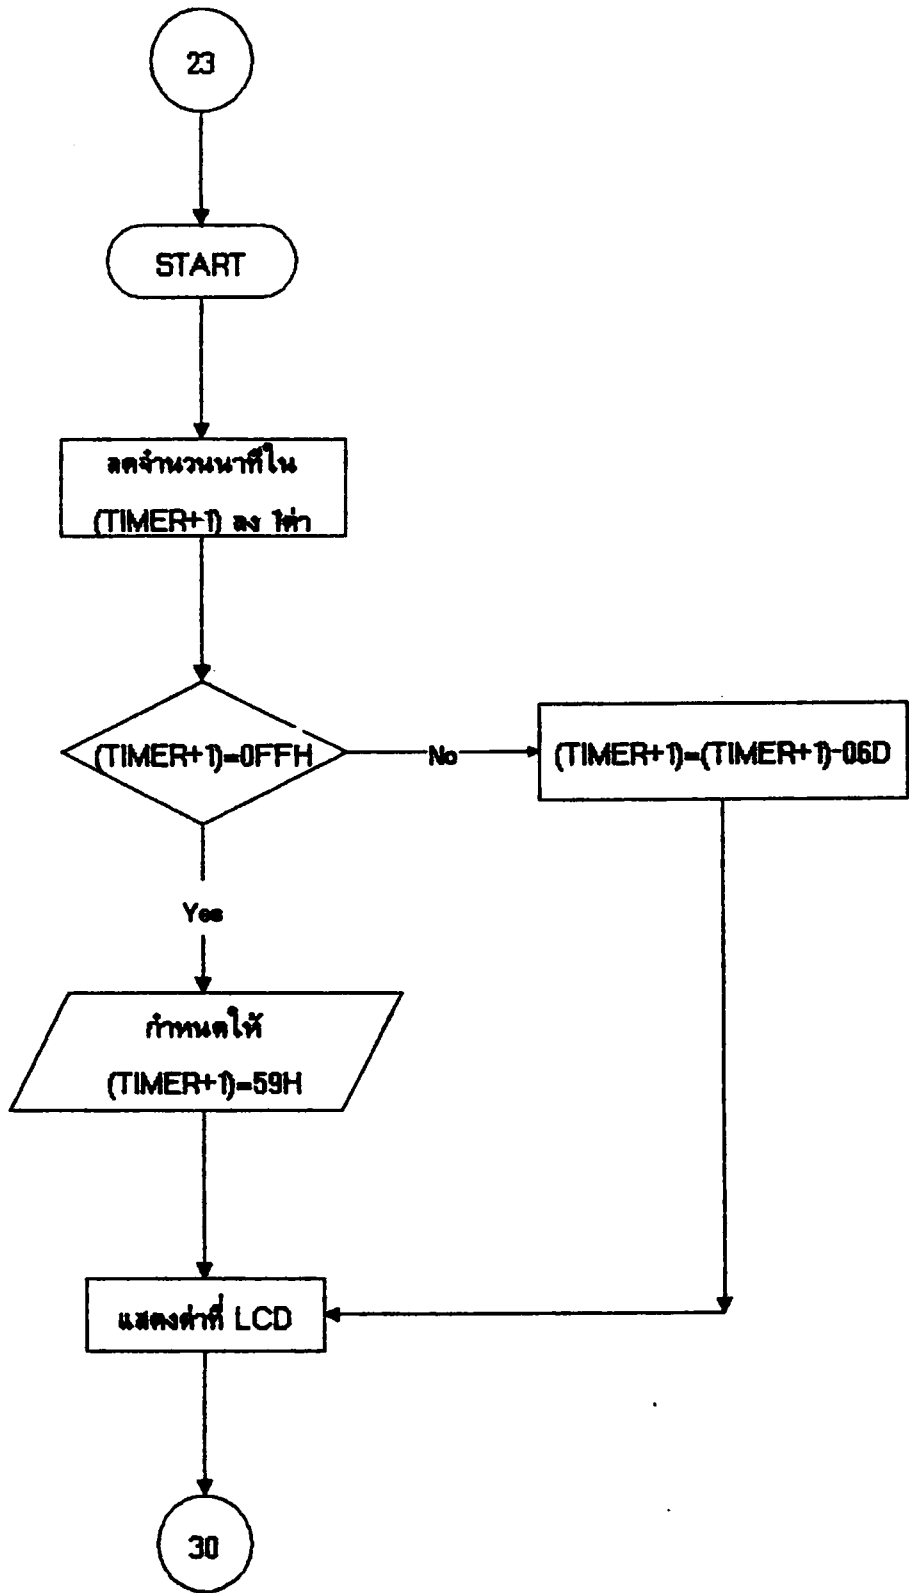 23
START
ลดจำนวนนาทีใน
(TIMER+1) ลง 1ค่า
(TIMER+1)=0FFH
No
(TIMER+1)=(TIMER+1)-06D
Yes
กำหนดให้
(TIMER+1)=59H
แสดงค่าที่ LCD
30